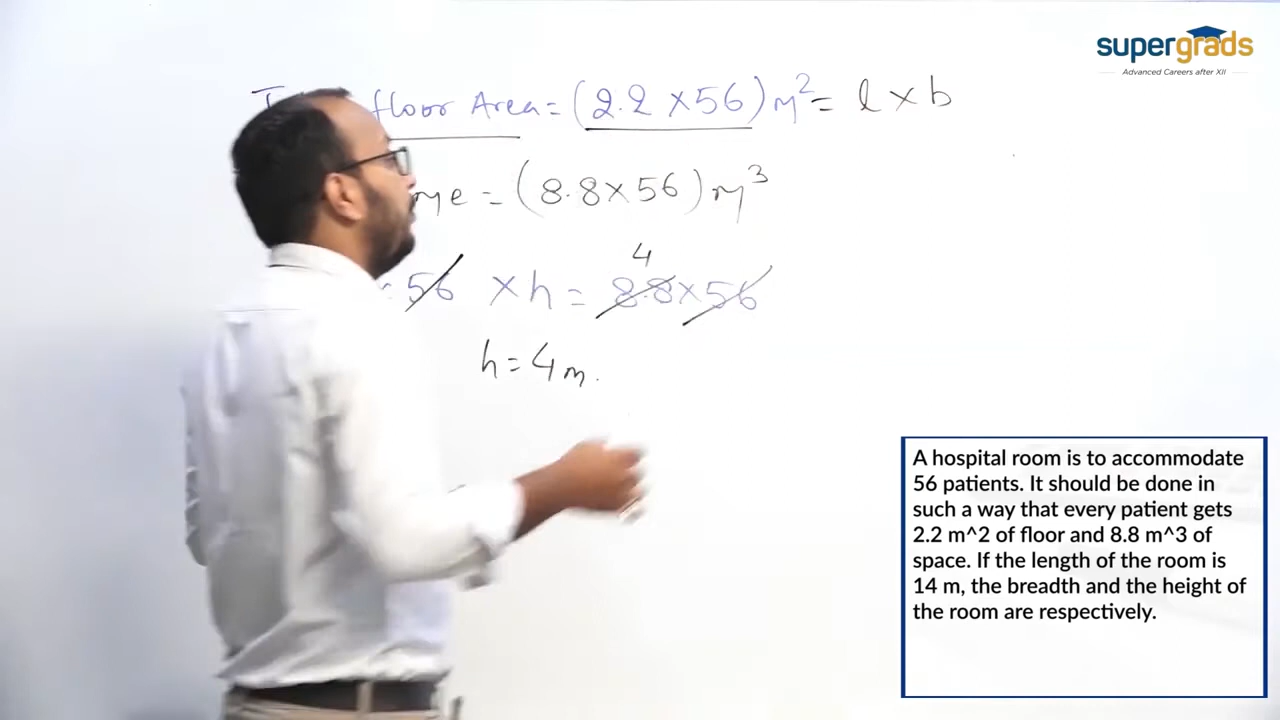 supergrads
Advanced Careers after XII
floor Area = (2.2 × 56) m² = l × b
= (8.8 × 56) m³
56 × h = 8.8 × 56
4
h = 4 m.
A hospital room is to accommodate
56 patients. It should be done in
such a way that every patient gets
2.2 m^2 of floor and 8.8 m^3 of
space. If the length of the room is
14 m, the breadth and the height of
the room are respectively.